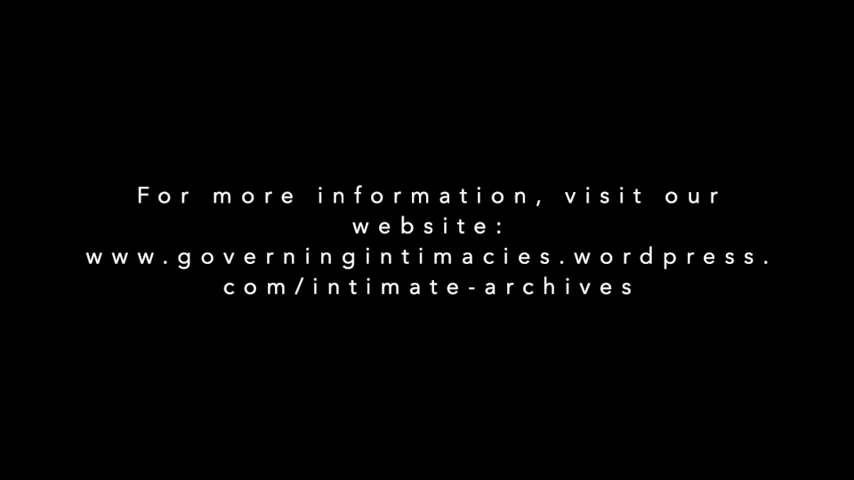 For more information, visit our
website:
www.governingintimacies.wordpress.
com/intimate-archives